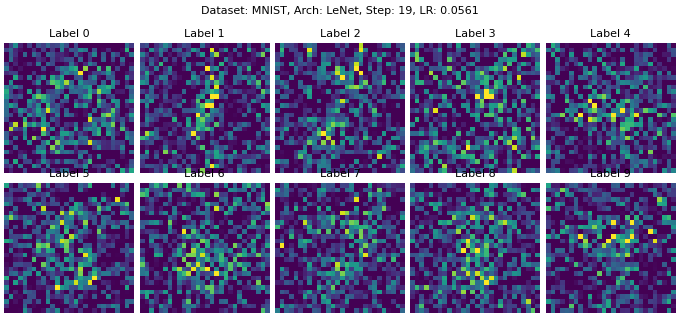 Dataset: MNIST, Arch: LeNet, Step: 19, LR: 0.0561
Label 0 Label 1 Label 2 Label 3 Label 4
Label 5 Label 6 Label 7 Label 8 Label 9